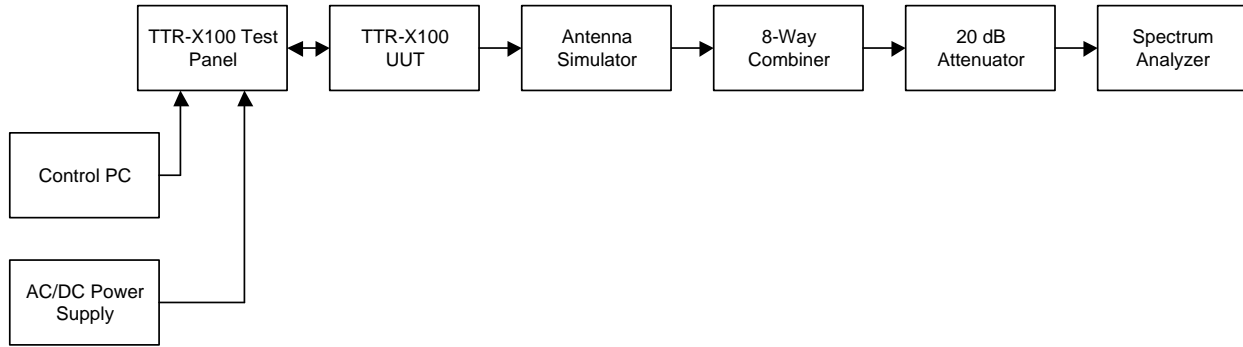 TTR-X100 Test
Panel
TTR-X100
UUT
Antenna
Simulator
8-Way
Combiner
20 dB
Attenuator
Spectrum
Analyzer
Control PC
AC/DC Power
Supply